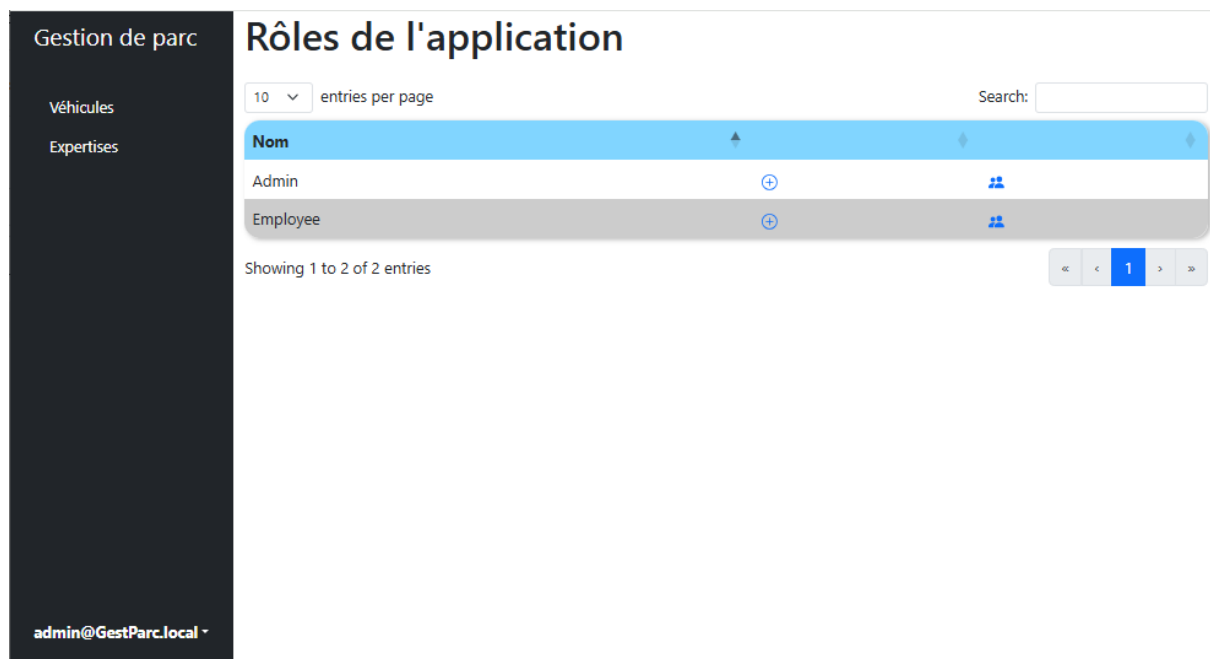 Gestion de parc
Véhicules
Expertises
admin@GestParc.local
Rôles de l'application
10 entries per page
Search:
Nom
Admin
Employee
Showing 1 to 2 of 2 entries
« ‹ 1 › »